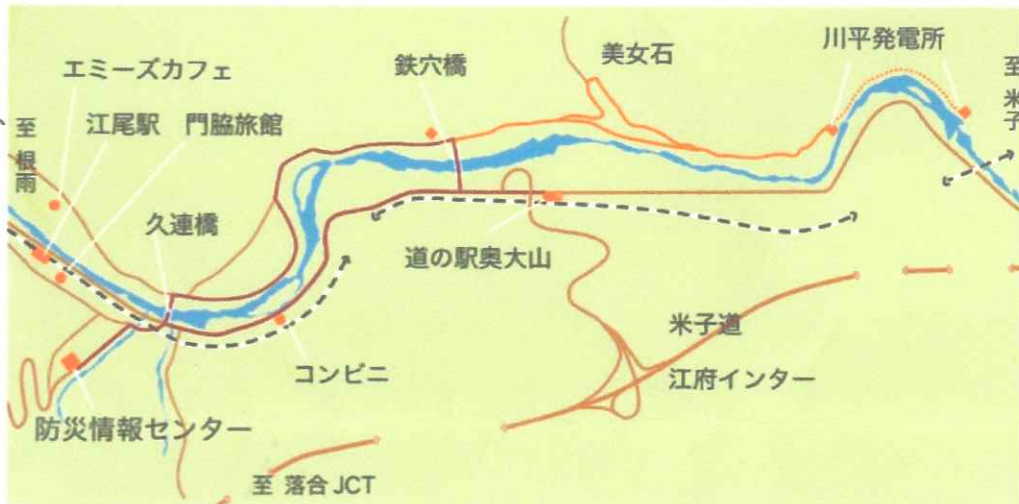 エミーズカフェ
鉄穴橋
美女石
川平発電所
至 米子
至 根雨
江尾駅 門脇旅館
久連橋
道の駅奥大山
米子道
江府インター
コンビニ
防災情報センター
至 落合JCT